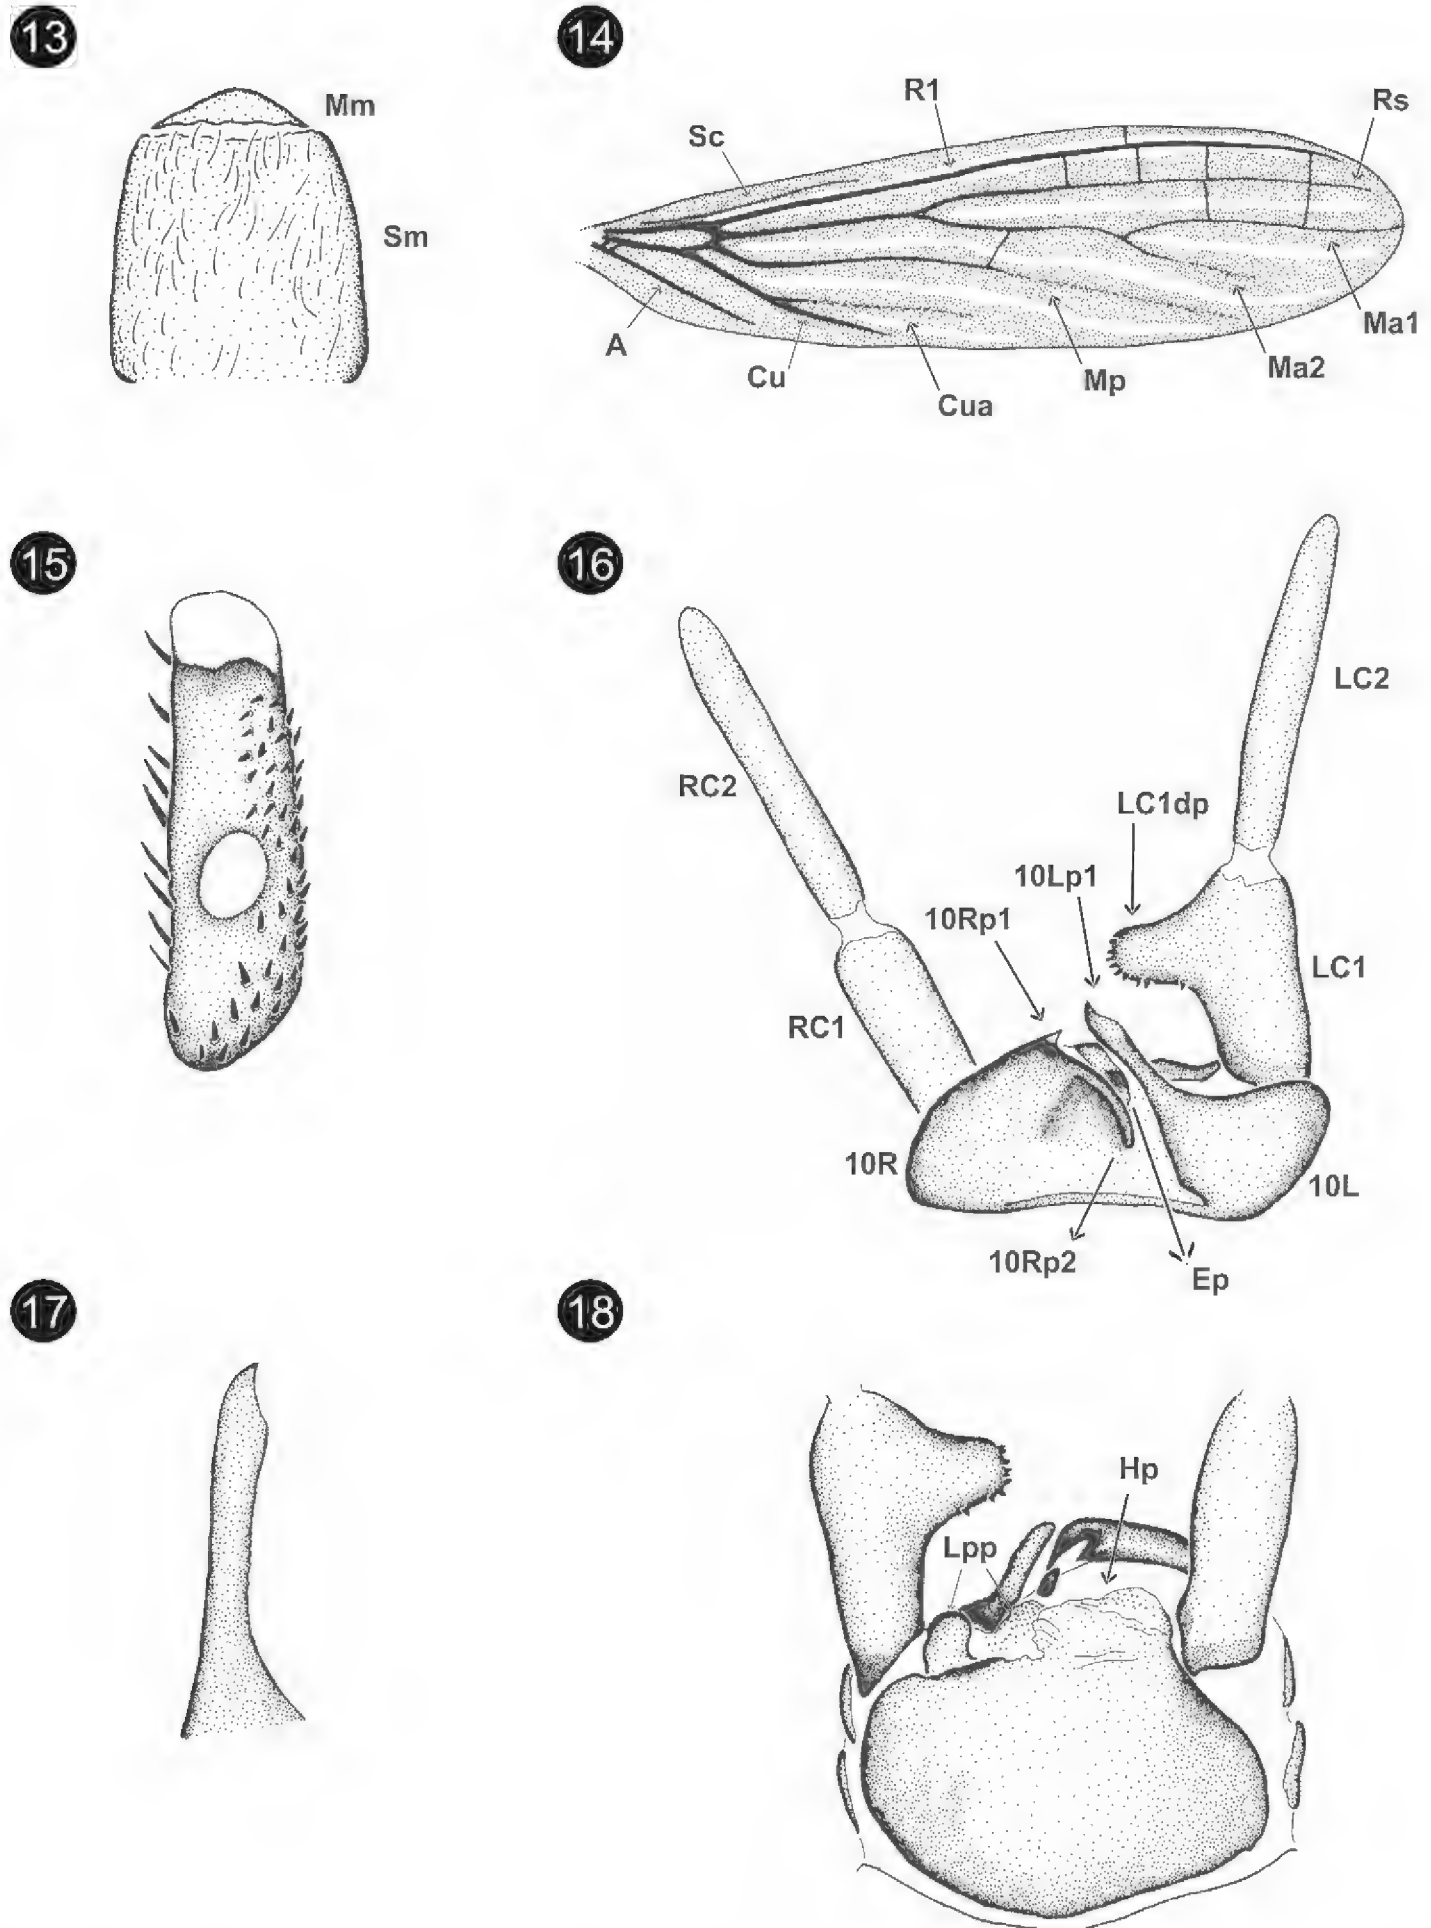 13
Mm
Sm
14
R1
Rs
Sc
A
Cu
Cua
Mp
Ma2
Ma1
15
16
RC2
LC2
LC1dp
10Lp1
10Rp1
LC1
RC1
10R
10L
10Rp2
Ep
17
18
Hp
Lpp